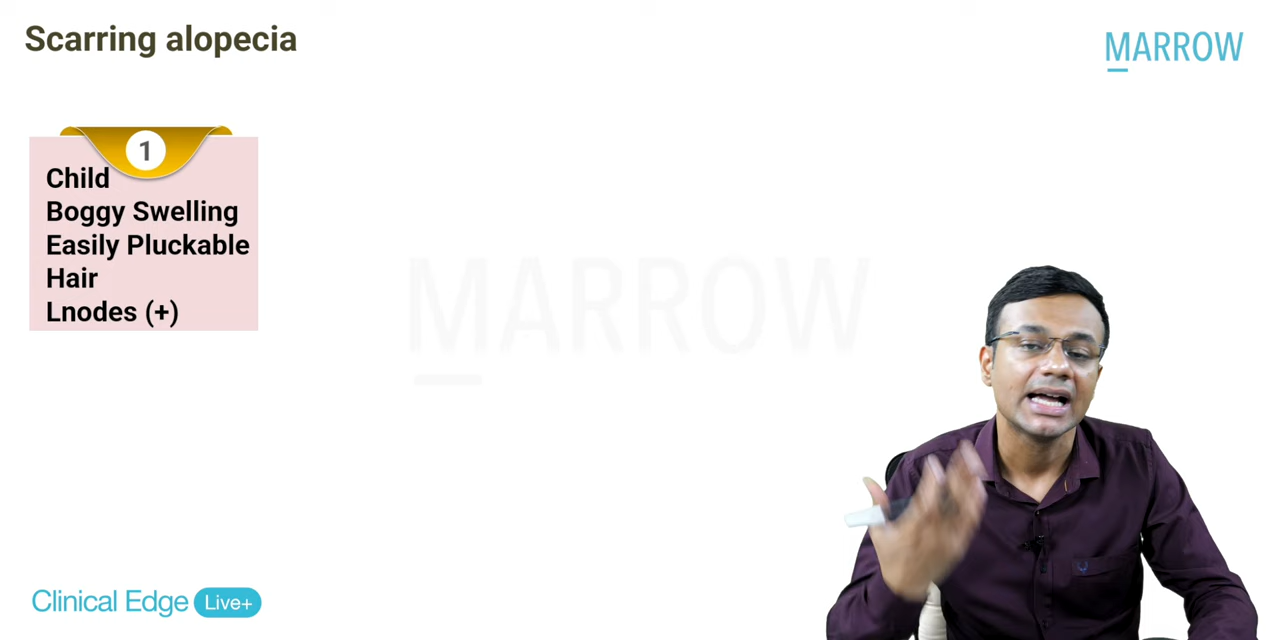 Scarring alopecia
MARROW
1
Child
Boggy Swelling
Easily Pluckable
Hair
Lnodes (+)
MARROW
Clinical Edge Live+